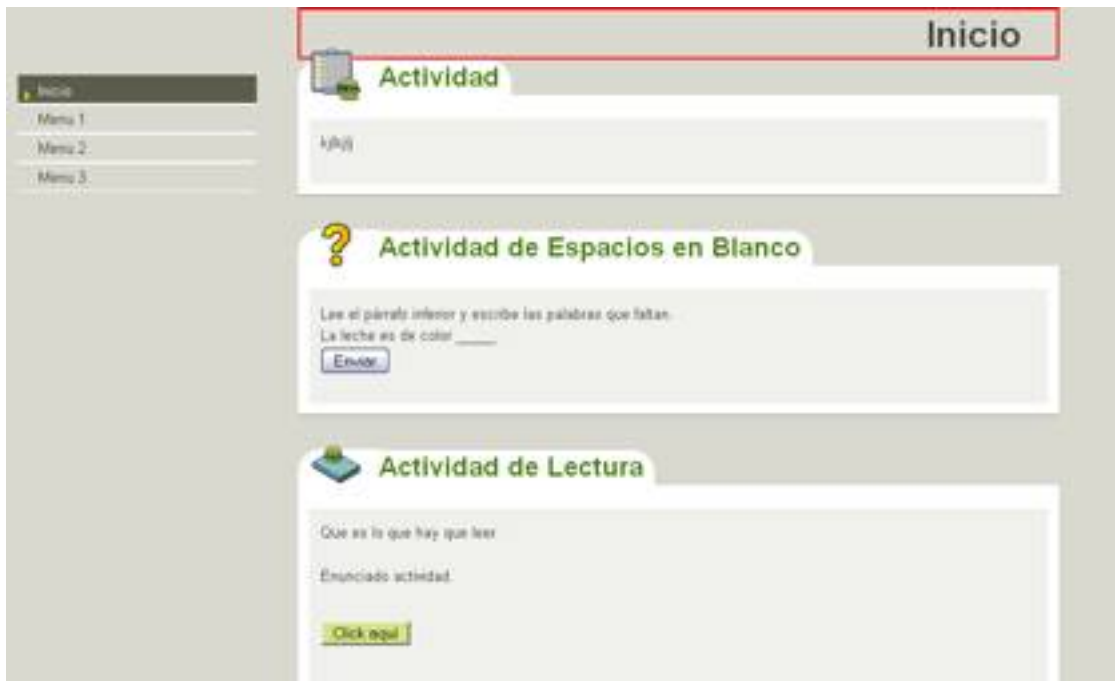 Inicio
Inicio
Menu 1
Menu 2
Menu 3
Actividad
Actividad de Espacios en Blanco
Lee el párrafo inferior y escribe las palabras que faltan.
La leche es de color _____
Enviar
Actividad de Lectura
Que es lo que hay que leer
Enunciado actividad
Click aquí